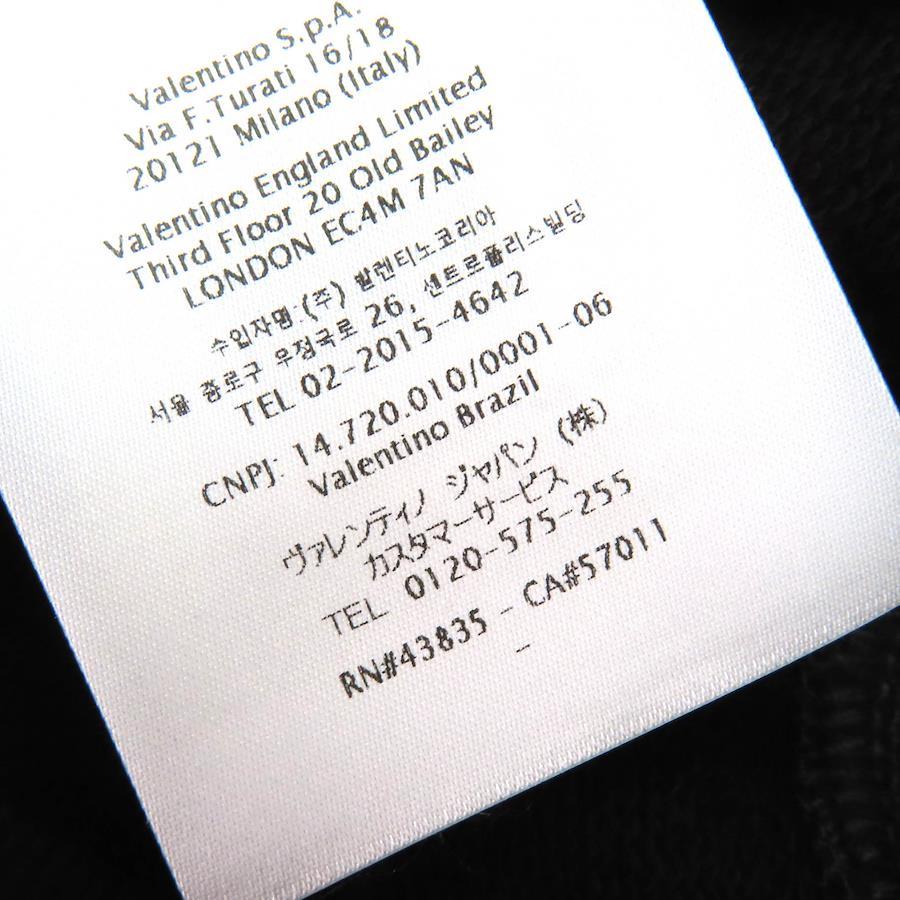 Valentino S.p.A.
Via F.Turati 16/18
20121 Milano (Italy)
Valentino England Limited
Third Floor 20 Old Bailey
LONDON EC4M 7AN
수입자명:(주) 발렌티노코리아
서울 종로구 우정국로 26, 센트로폴리스빌딩
TEL 02-2015-4642
CNPJ: 14.720.010/0001-06
Valentino Brazil
ヴァレンティノ ジャパン (株)
カスタマーサービス
TEL 0120-575-255
RN#43835 - CA#57011
-